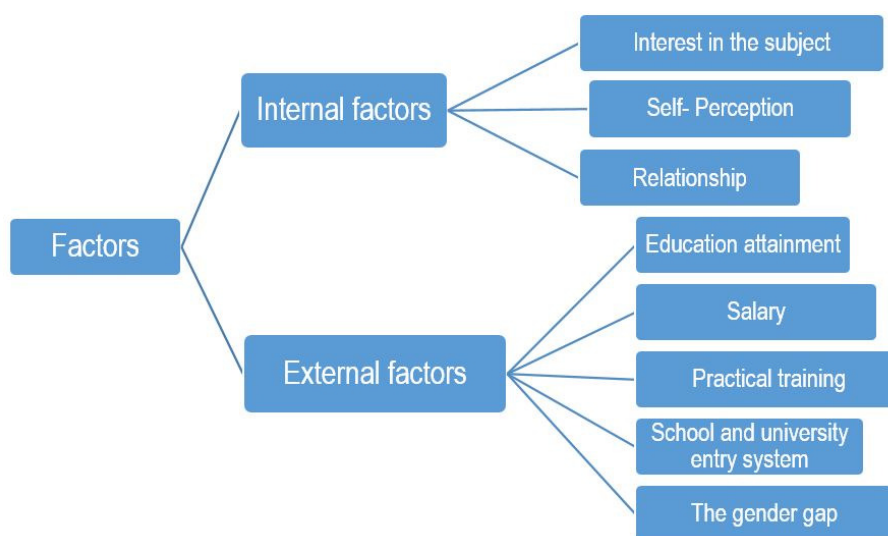 Factors
Internal factors
Interest in the subject
Self- Perception
Relationship
External factors
Education attainment
Salary
Practical training
School and university
entry system
The gender gap